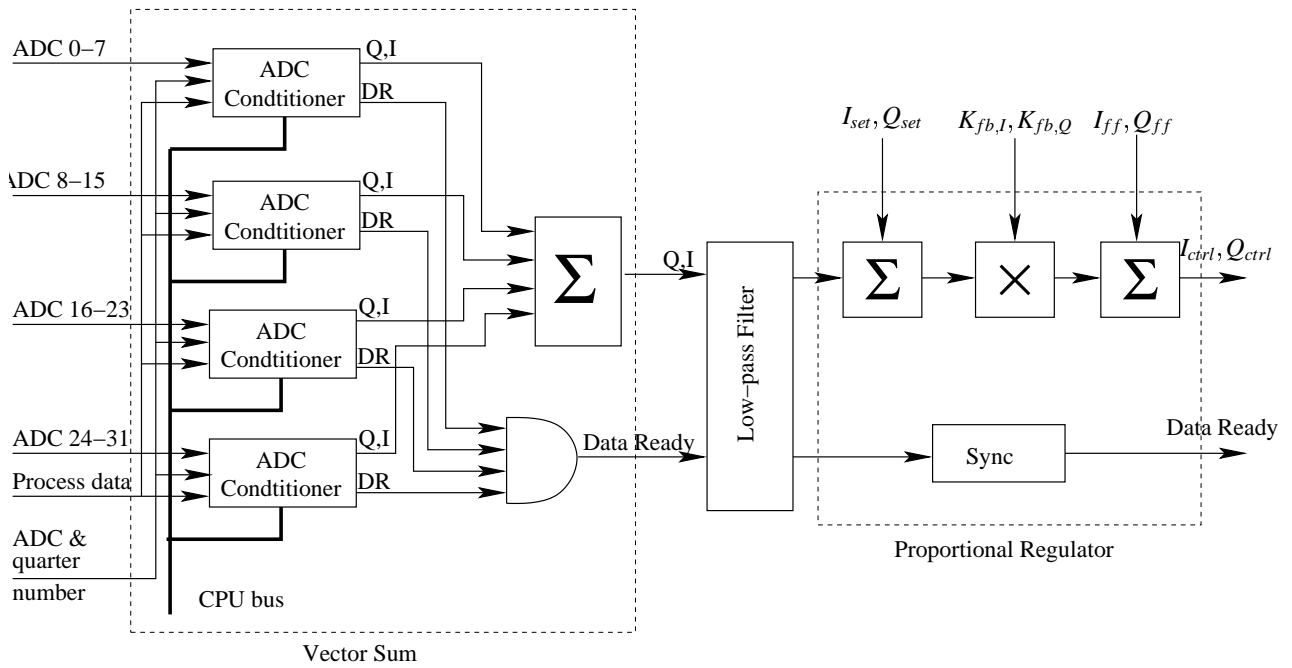 ADC 0–7
ADC
Condtitioner
Q,I
DR
ADC 8–15
ADC
Condtitioner
Q,I
DR
ADC 16–23
ADC
Condtitioner
Q,I
DR
ADC 24–31
Process data
ADC
Condtitioner
Q,I
DR
ADC &
quarter
number
CPU bus
Vector Sum
Σ
Q,I
Data Ready
Low–pass Filter
I_set, Q_set
K_fb,I, K_fb,Q
I_ff, Q_ff
Σ
×
Σ
I_ctrl, Q_ctrl
Sync
Data Ready
Proportional Regulator